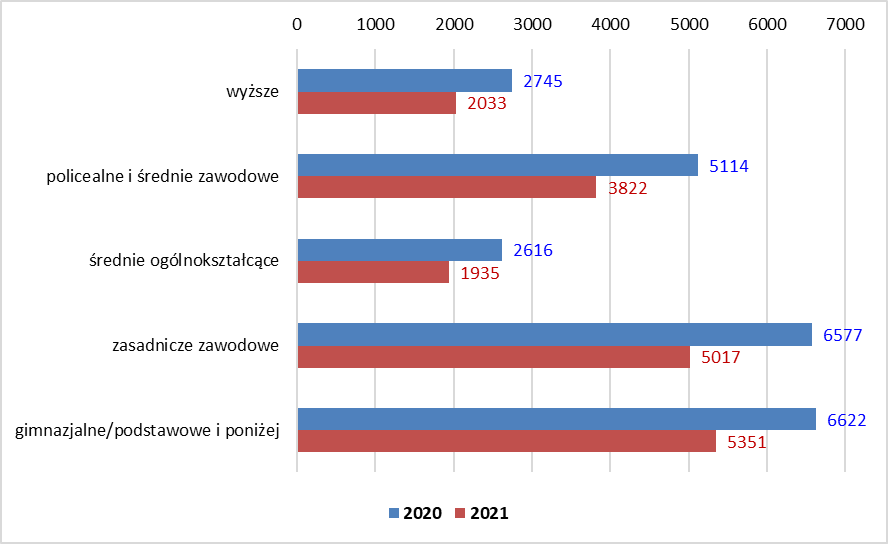 0 1000 2000 3000 4000 5000 6000 7000
wyższe 2745
2033
policealne i średnie zawodowe 5114
3822
średnie ogólnokształcące 2616
1935
zasadnicze zawodowe 6577
5017
gimnazjalne/podstawowe i poniżej 6622
5351
2020 2021